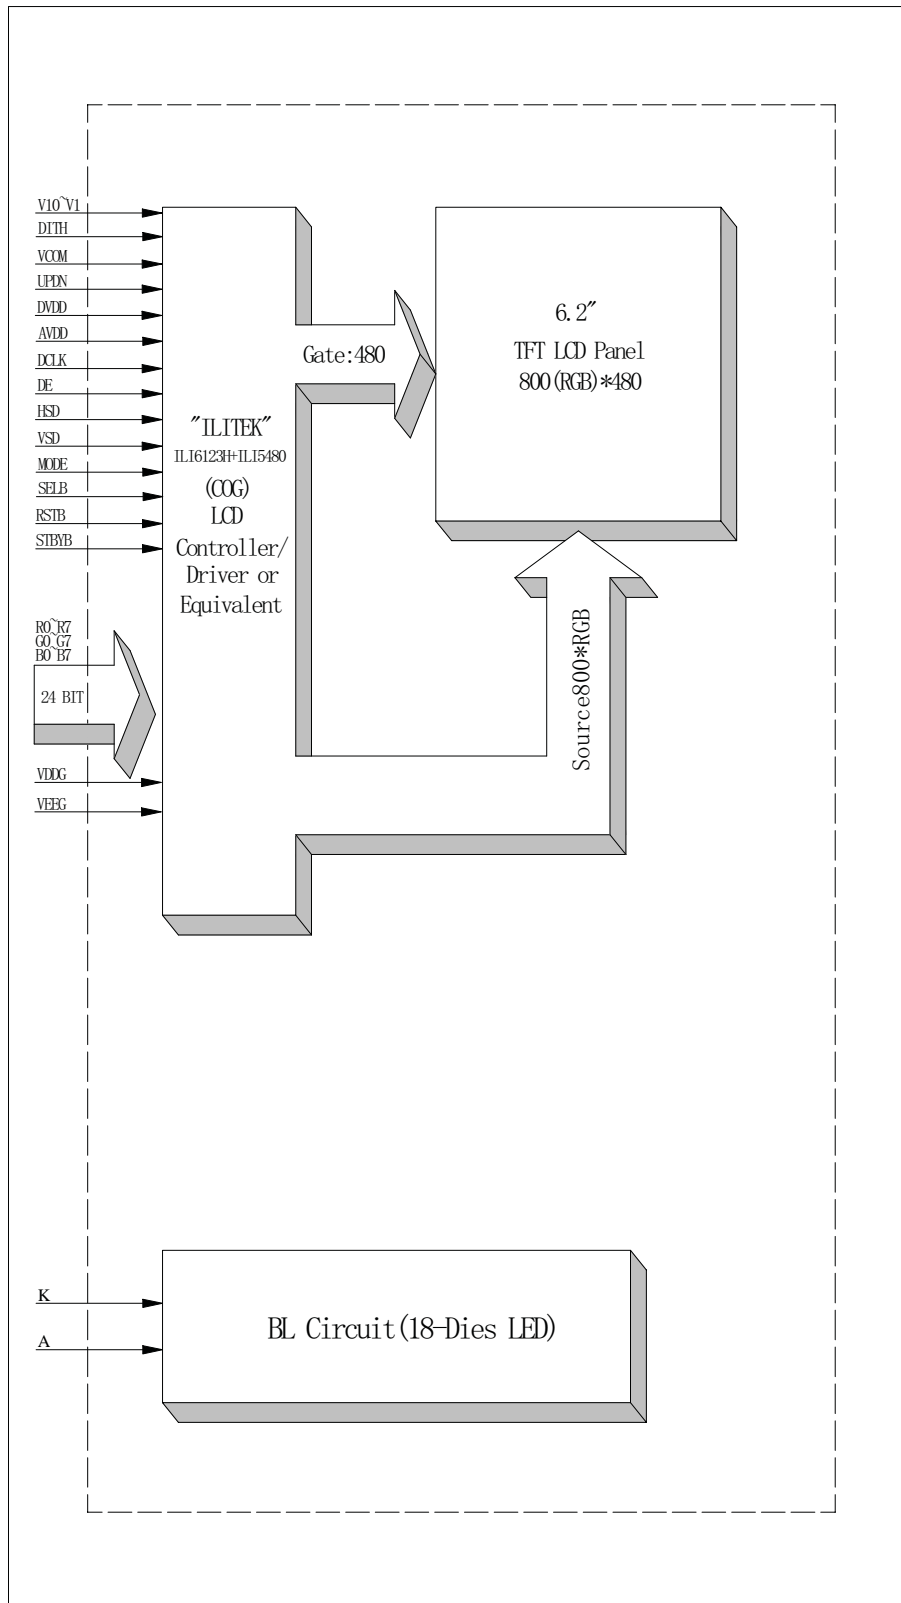 V10~V1
DITH
VCOM
UPDN
DVDD
AVDD
DCLK
DE
HSD
VSD
MODE
SELB
RSTB
STBYB
R0~R7
G0~G7
B0~B7
24 BIT
VDDG
VEEG
"ILITEK"
ILI6123H+ILI5480
(COG)
LCD
Controller/
Driver or
Equivalent
Gate:480
6.2"
TFT LCD Panel
800(RGB)*480
Source800*RGB
K
A
BL Circuit(18-Dies LED)